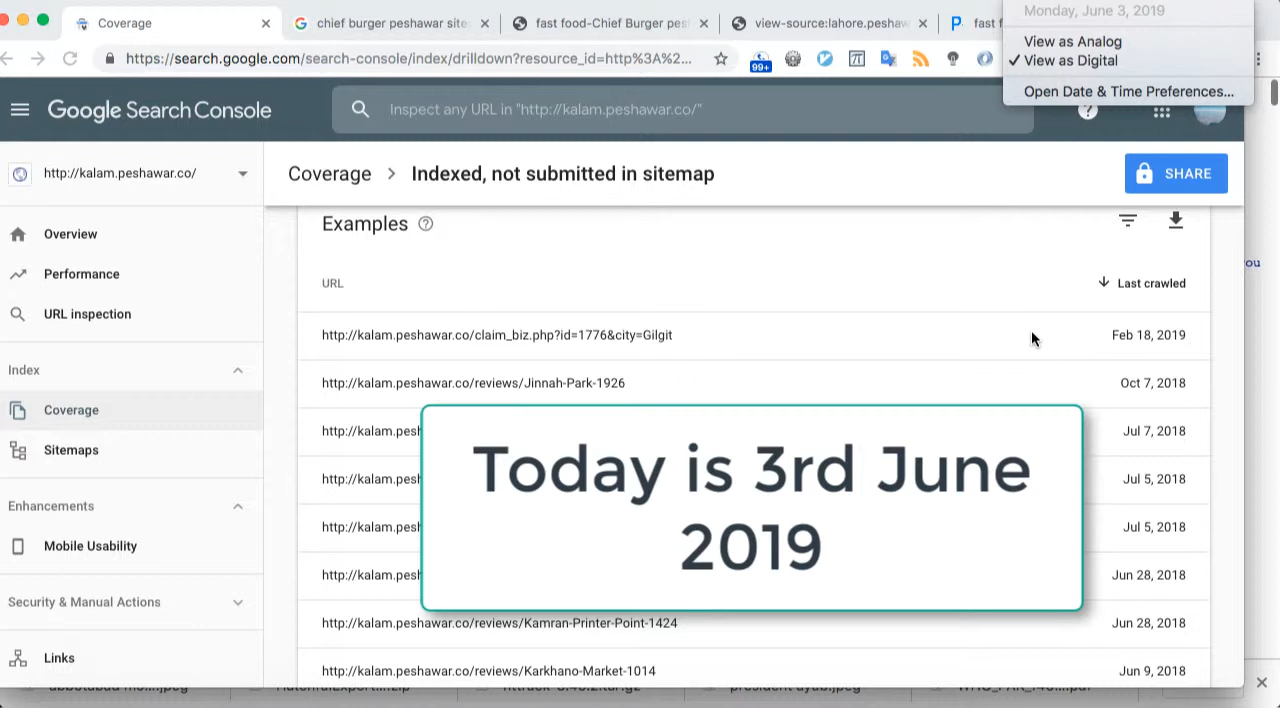 Coverage
chief burger peshawar site
fast food-Chief Burger pes
view-source:lahore.peshaw
fast f
Monday, June 3, 2019
View as Analog
✓ View as Digital
Open Date & Time Preferences...
https://search.google.com/search-console/index/drilldown?resource_id=http%3A%2...
99+
Google Search Console
Inspect any URL in "http://kalam.peshawar.co/"
http://kalam.peshawar.co/
Coverage > Indexed, not submitted in sitemap
SHARE
Overview
Performance
URL inspection
Index
Coverage
Sitemaps
Enhancements
Mobile Usability
Security & Manual Actions
Links
Examples
URL
Last crawled
http://kalam.peshawar.co/claim_biz.php?id=1776&city=Gilgit Feb 18, 2019
http://kalam.peshawar.co/reviews/Jinnah-Park-1926 Oct 7, 2018
http://kalam.pesh Jul 7, 2018
http://kalam.pesh Jul 5, 2018
http://kalam.pesh Jul 5, 2018
http://kalam.pesh Jun 28, 2018
http://kalam.peshawar.co/reviews/Kamran-Printer-Point-1424 Jun 28, 2018
http://kalam.peshawar.co/reviews/Karkhano-Market-1014 Jun 9, 2018
Today is 3rd June
2019
ou